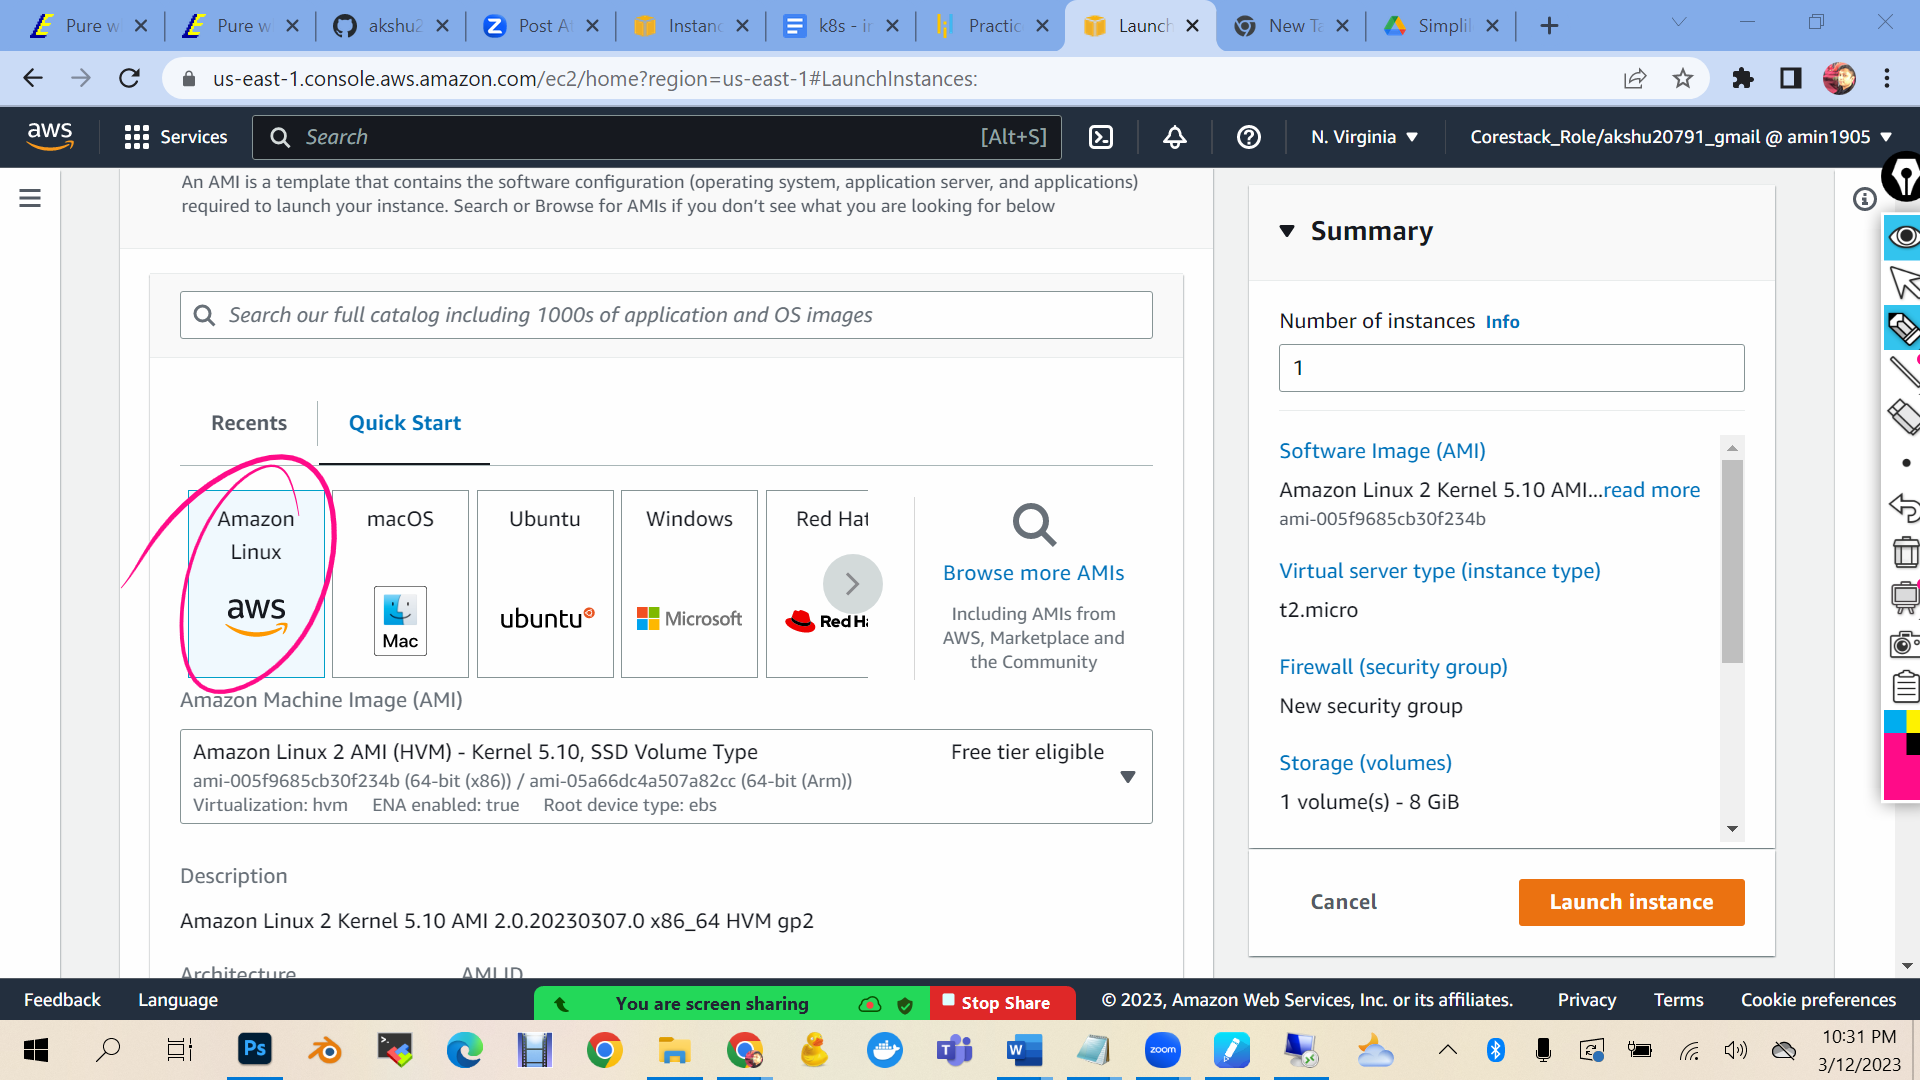 Pure w
Pure w
akshu2
Post At
Instanc
k8s - in
Practic
Launch
New Ta
Simplil
us-east-1.console.aws.amazon.com/ec2/home?region=us-east-1#LaunchInstances:
aws
Services
Search
[Alt+S]
N. Virginia
Corestack_Role/akshu20791_gmail @ amin1905
An AMI is a template that contains the software configuration (operating system, application server, and applications)
required to launch your instance. Search or Browse for AMIs if you don’t see what you are looking for below
Search our full catalog including 1000s of application and OS images
Recents
Quick Start
Amazon
Linux
aws
macOS
Mac
Ubuntu
ubuntu
Windows
Microsoft
Red Hat
Red Ha
Browse more AMIs
Including AMIs from
AWS, Marketplace and
the Community
Amazon Machine Image (AMI)
Amazon Linux 2 AMI (HVM) - Kernel 5.10, SSD Volume Type
Free tier eligible
ami-005f9685cb30f234b (64-bit (x86)) / ami-05a66dc4a507a82cc (64-bit (Arm))
Virtualization: hvm ENA enabled: true Root device type: ebs
Description
Amazon Linux 2 Kernel 5.10 AMI 2.0.20230307.0 x86_64 HVM gp2
Architecture
AMI ID
Summary
Number of instances Info
1
Software Image (AMI)
Amazon Linux 2 Kernel 5.10 AMI...read more
ami-005f9685cb30f234b
Virtual server type (instance type)
t2.micro
Firewall (security group)
New security group
Storage (volumes)
1 volume(s) - 8 GiB
Cancel
Launch instance
Feedback
Language
You are screen sharing
Stop Share
© 2023, Amazon Web Services, Inc. or its affiliates.
Privacy
Terms
Cookie preferences
Ps
W
zoom
10:31 PM
3/12/2023